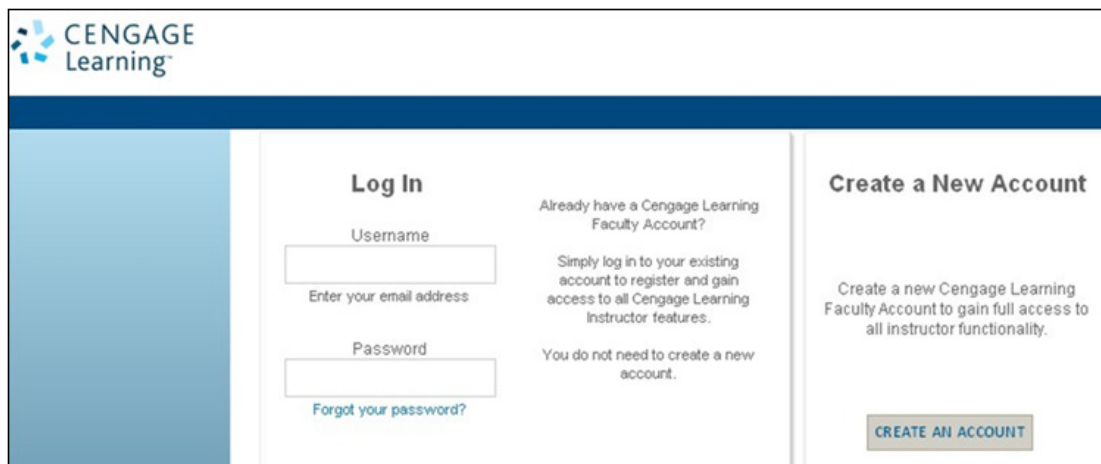 CENGAGE
Learning™
Log In
Username
Enter your email address
Password
Forgot your password?
Already have a Cengage Learning
Faculty Account?
Simply log in to your existing
account to register and gain
access to all Cengage Learning
Instructor features.
You do not need to create a new
account.
Create a New Account
Create a new Cengage Learning
Faculty Account to gain full access to
all instructor functionality.
CREATE AN ACCOUNT